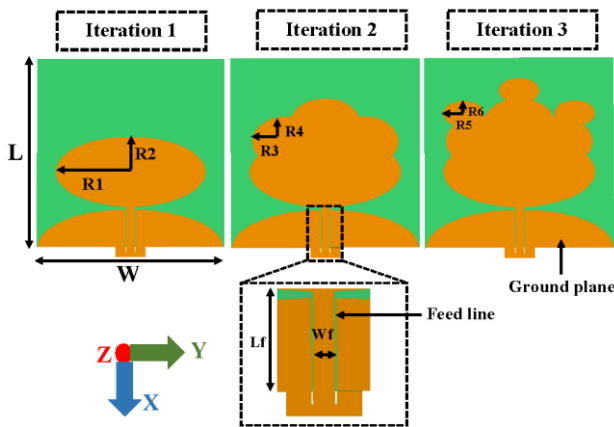 Iteration 1
Iteration 2
Iteration 3
L
R2
R1
R4
R3
R6
R5
W
Ground plane
Feed line
Lf
Wf
Z
Y
X